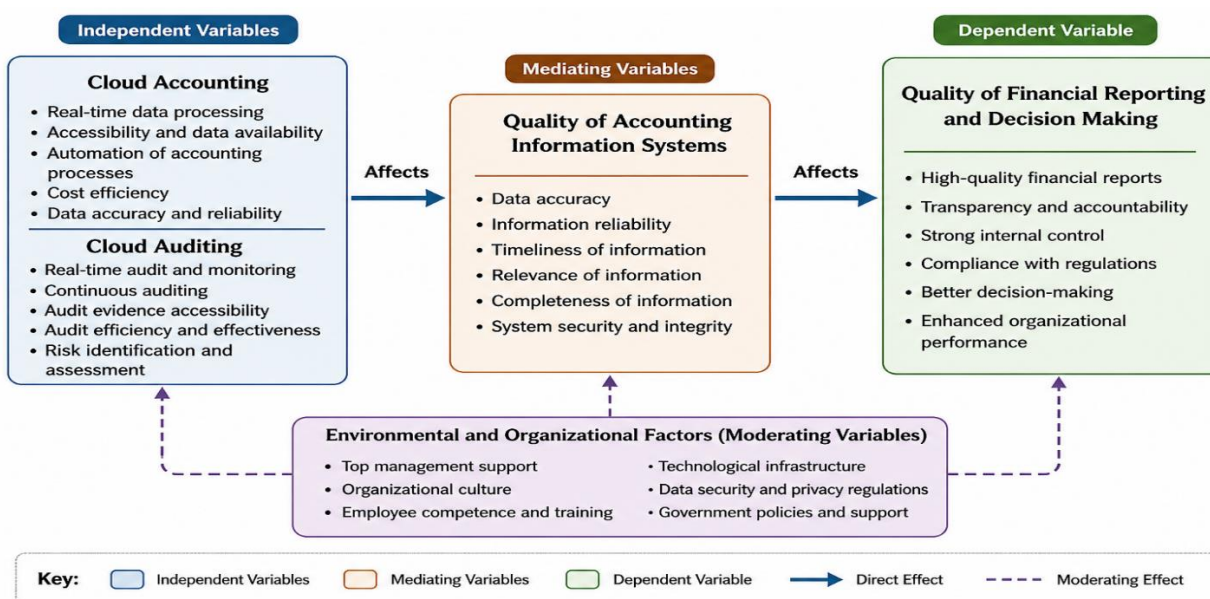 Independent Variables
Cloud Accounting
• Real-time data processing
• Accessibility and data availability
• Automation of accounting
processes
• Cost efficiency
• Data accuracy and reliability
Cloud Auditing
• Real-time audit and monitoring
• Continuous auditing
• Audit evidence accessibility
• Audit efficiency and effectiveness
• Risk identification and
assessment
Affects
Mediating Variables
Quality of Accounting
Information Systems
• Data accuracy
• Information reliability
• Timeliness of information
• Relevance of information
• Completeness of information
• System security and integrity
Affects
Dependent Variable
Quality of Financial Reporting
and Decision Making
• High-quality financial reports
• Transparency and accountability
• Strong internal control
• Compliance with regulations
• Better decision-making
• Enhanced organizational
performance
Environmental and Organizational Factors (Moderating Variables)
• Top management support
• Organizational culture
• Employee competence and training
• Technological infrastructure
• Data security and privacy regulations
• Government policies and support
Key:
Independent Variables
Mediating Variables
Dependent Variable
Direct Effect
Moderating Effect